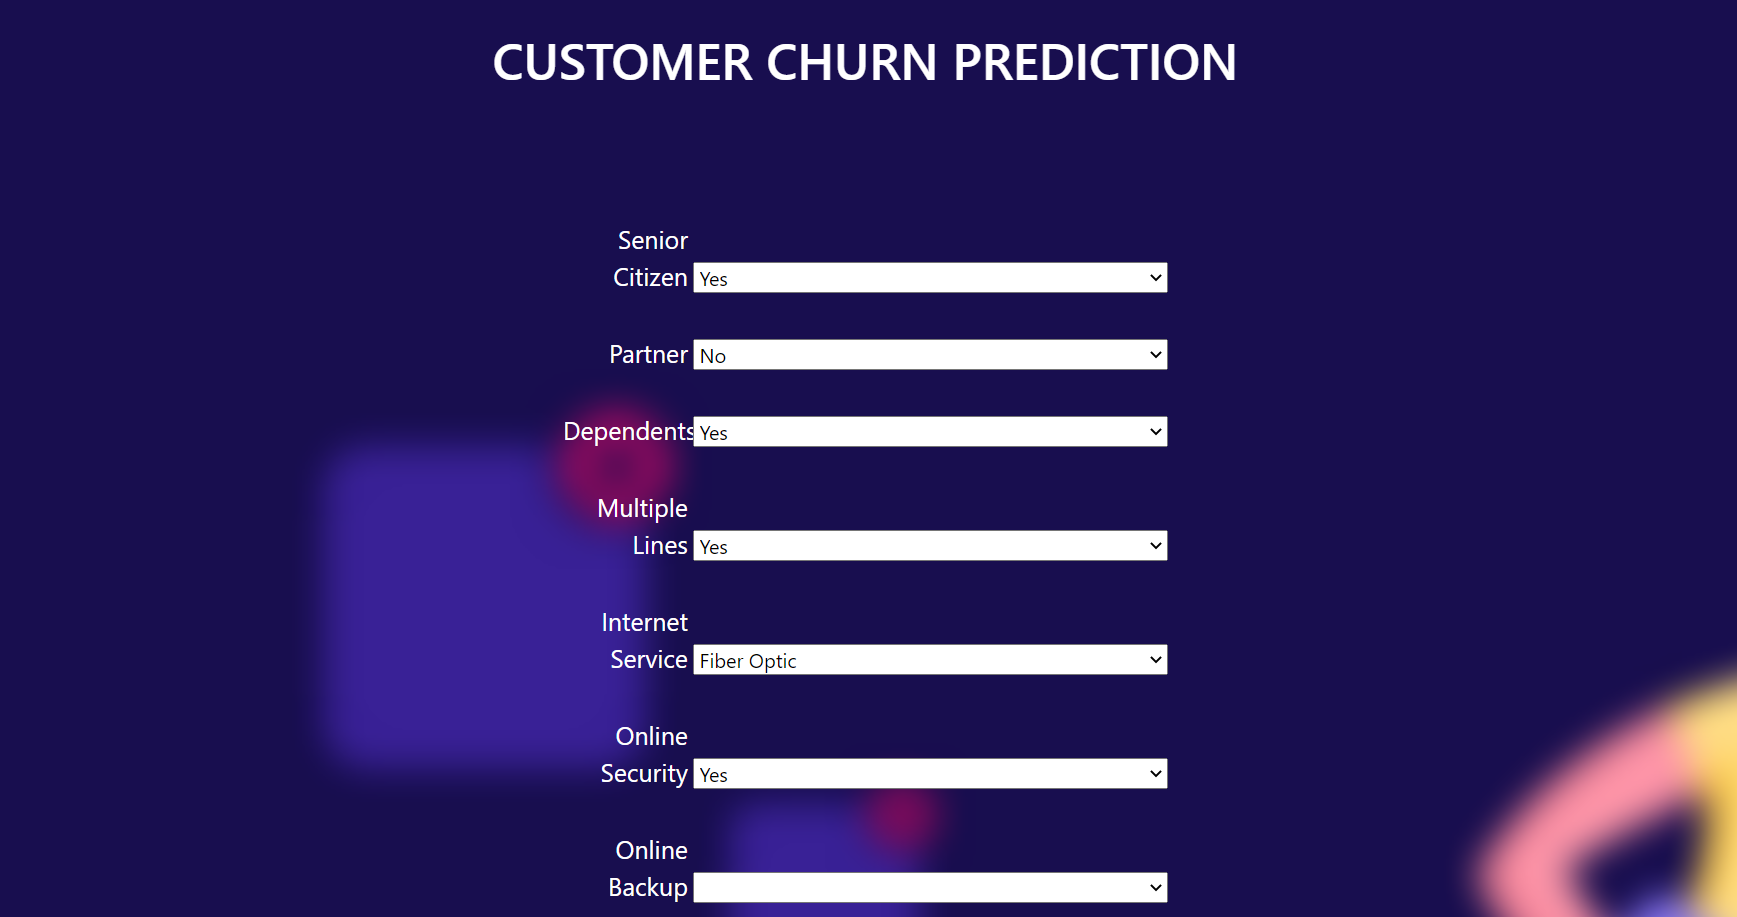 CUSTOMER CHURN PREDICTION
Senior
Citizen Yes
Partner No
Dependents Yes
Multiple
Lines Yes
Internet
Service Fiber Optic
Online
Security Yes
Online
Backup